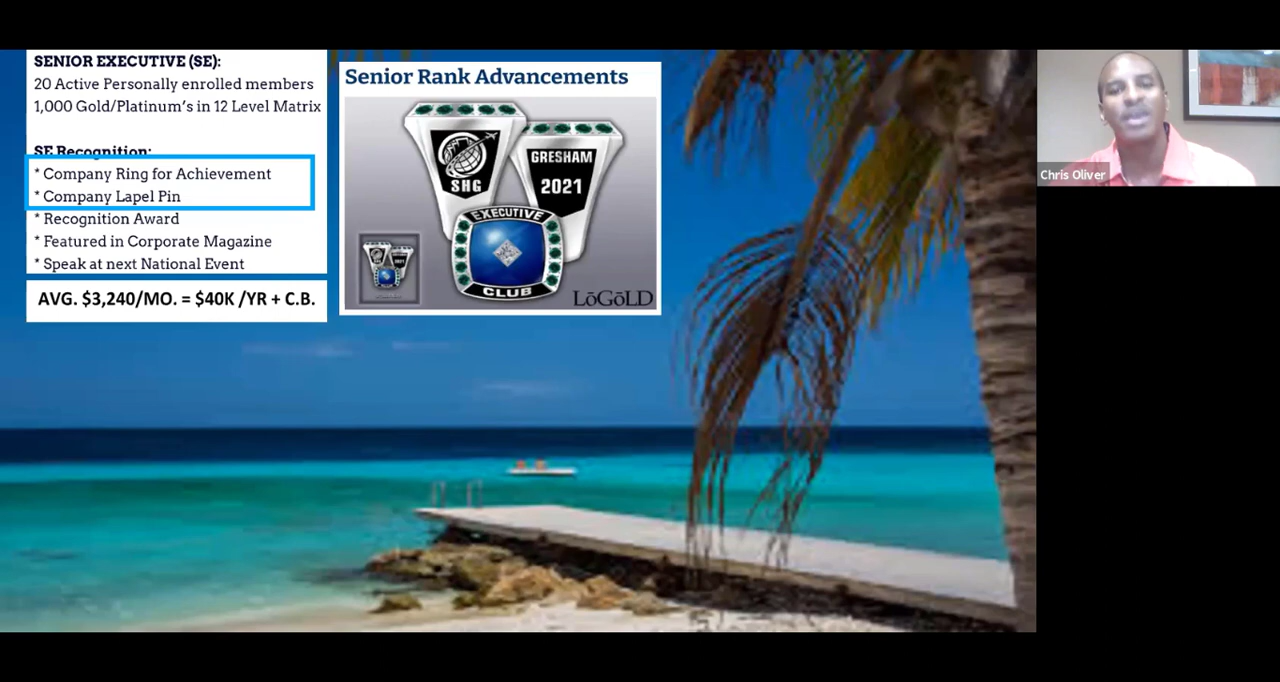 SENIOR EXECUTIVE (SE):
20 Active Personally enrolled members
1,000 Gold/Platinum’s in 12 Level Matrix
SE Recognition:
* Company Ring for Achievement
* Company Lapel Pin
* Recognition Award
* Featured in Corporate Magazine
* Speak at next National Event
AVG. $3,240/MO. = $40K /YR + C.B.
Senior Rank Advancements
SHG
GRESHAM
2021
EXECUTIVE
CLUB
LōGōLD
Chris Oliver